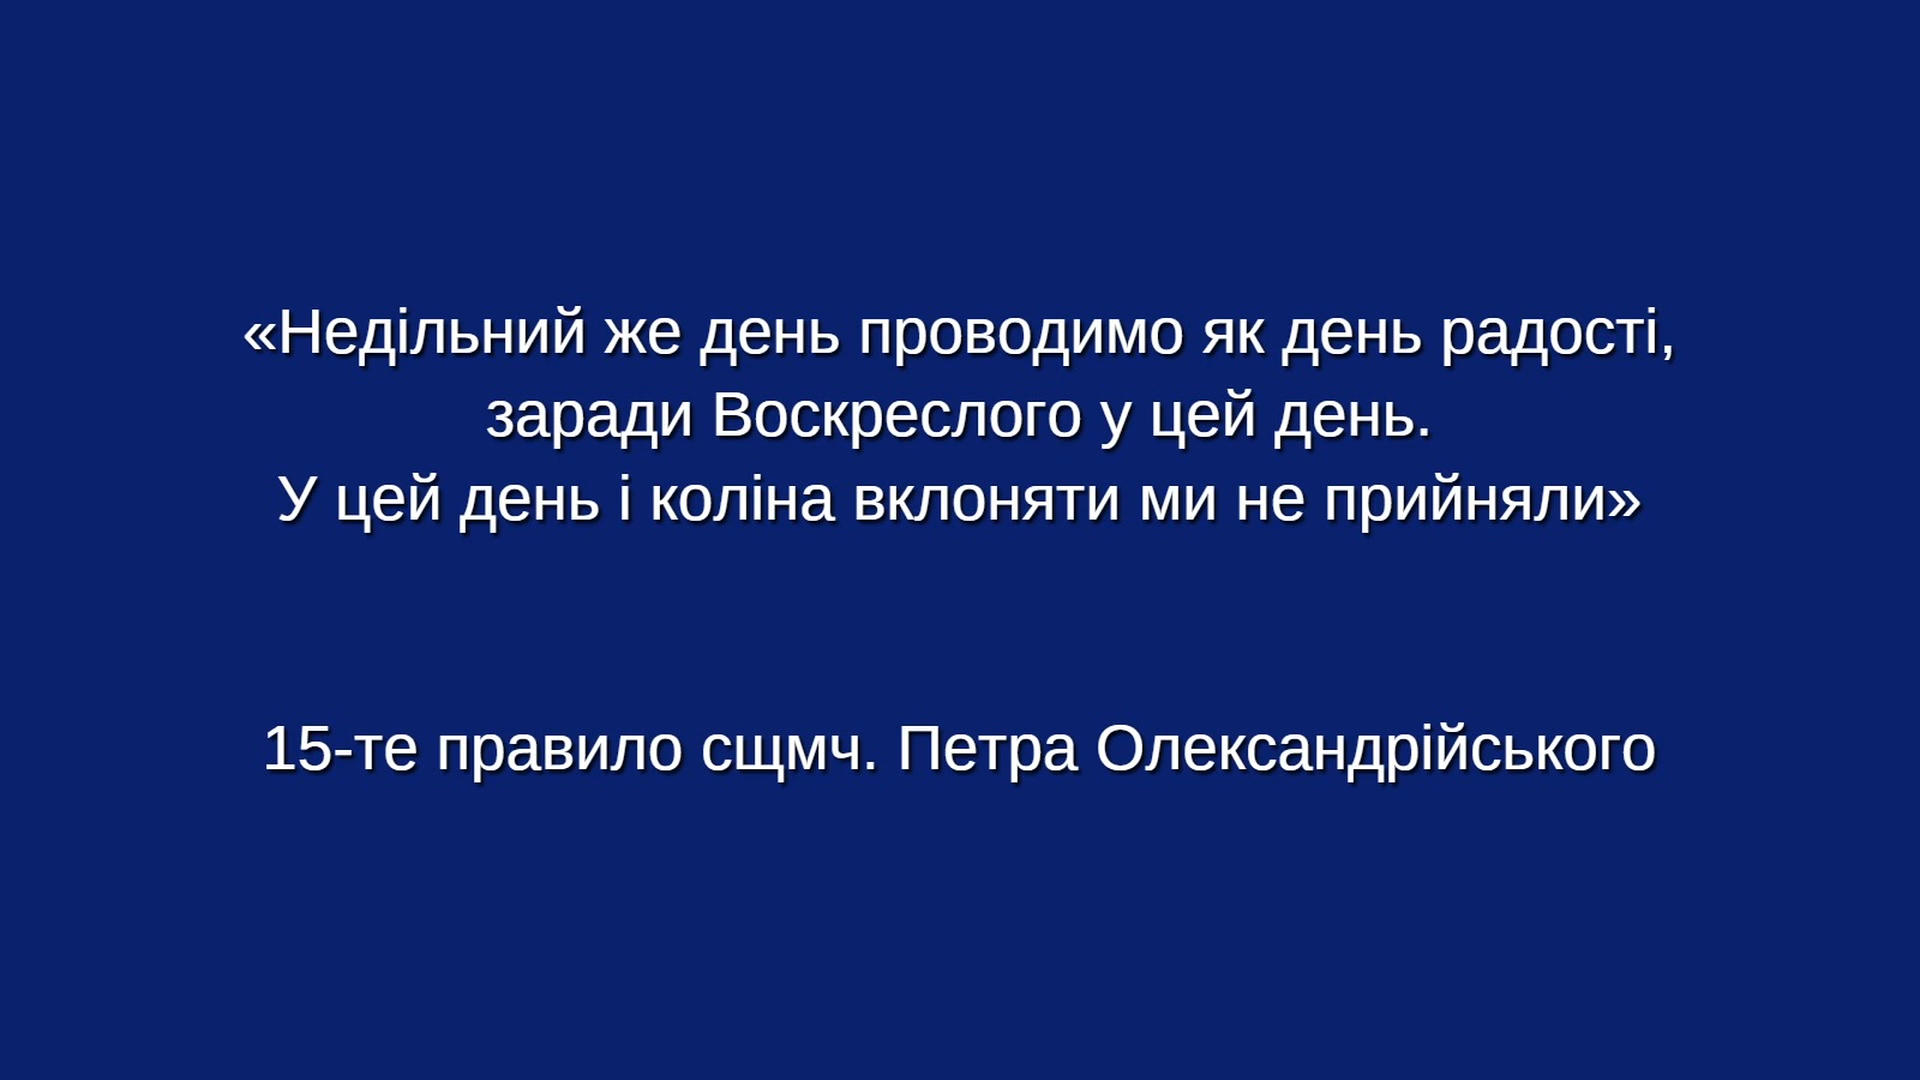 «Недільний же день проводимо як день радості,
заради Воскреслого у цей день.
У цей день і коліна вклоняти ми не прийняли»
15-те правило сщмч. Петра Олександрійського